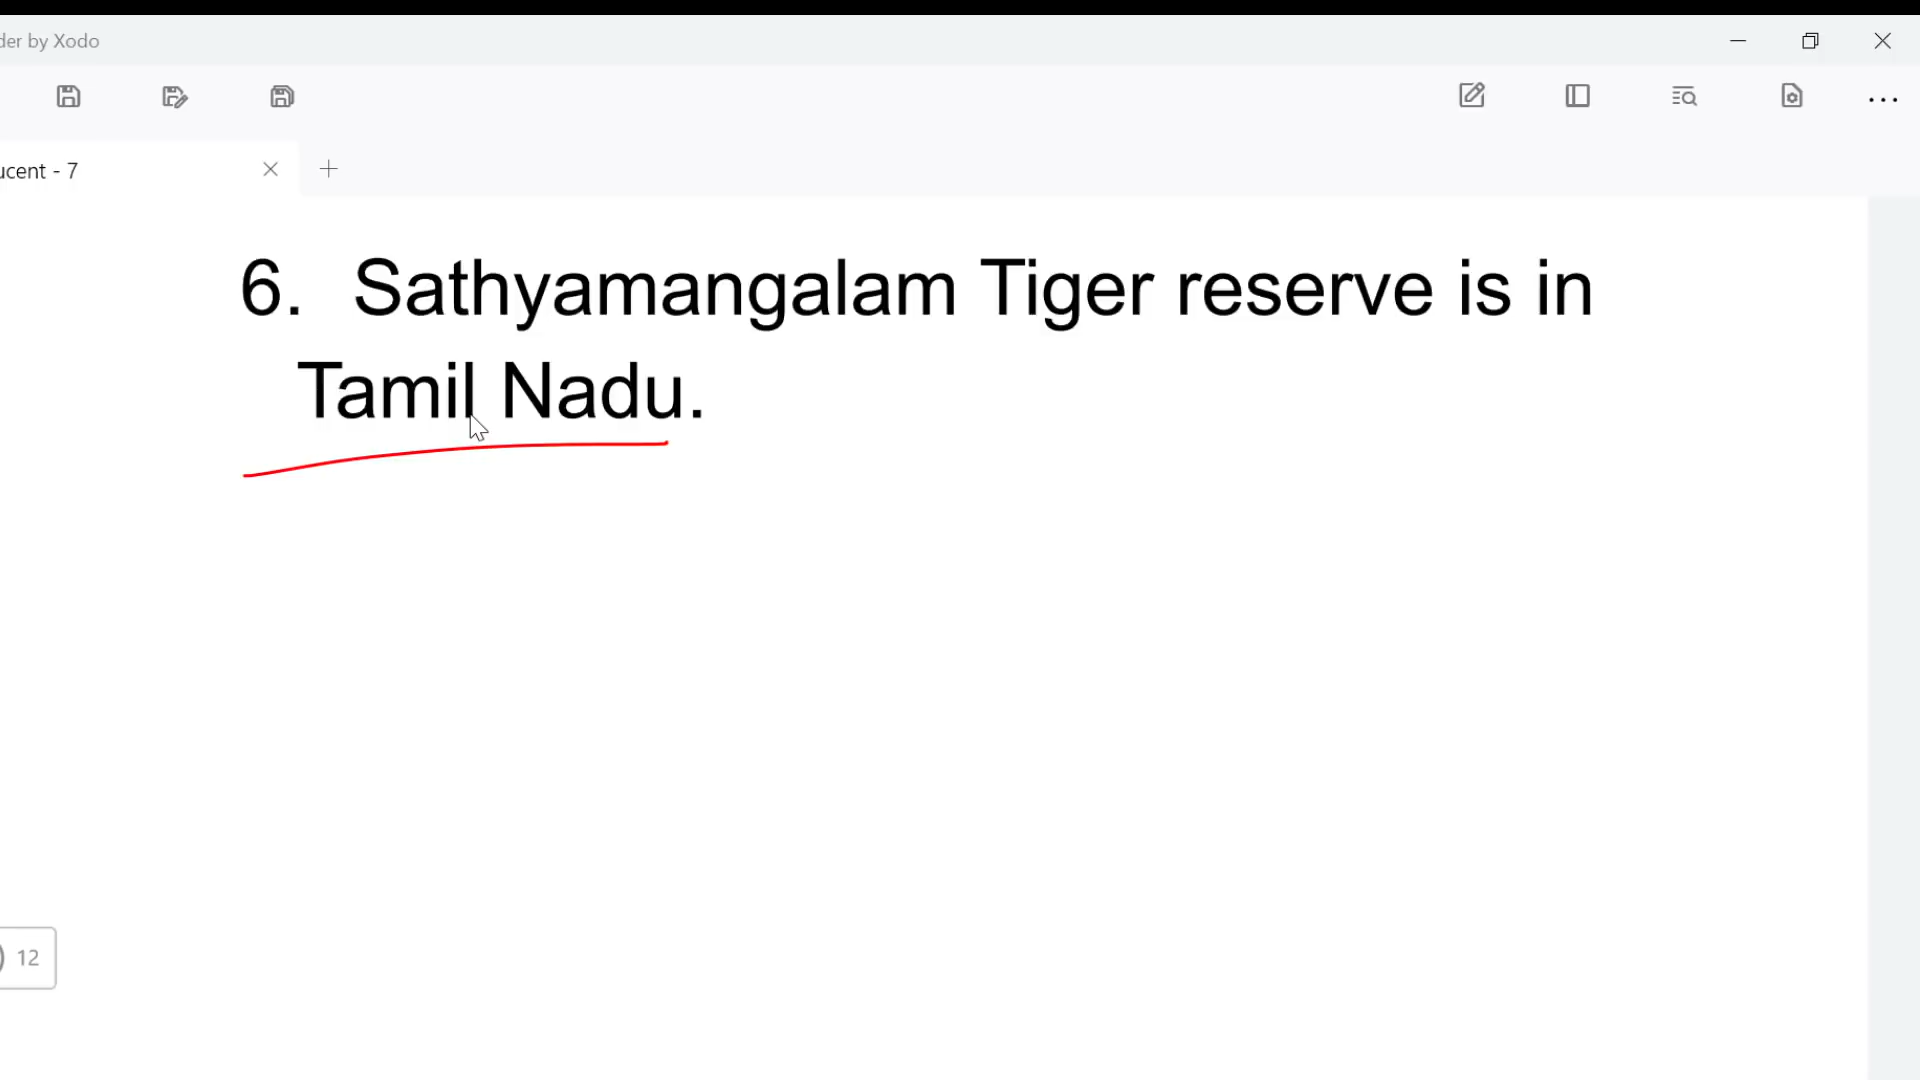 der by Xodo
ucent - 7
6. Sathyamangalam Tiger reserve is in
Tamil Nadu.
12